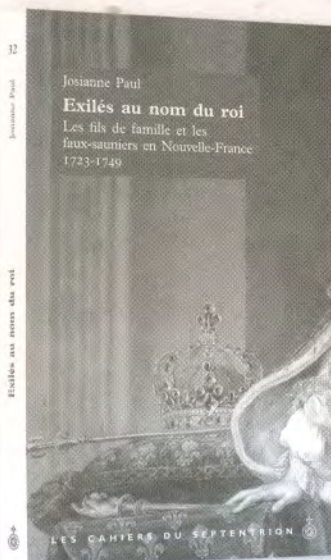 32
Josianne Paul
Exilés au nom du roi
Josianne Paul
Exilés au nom du roi
Les fils de famille et les
faux-sauniers en Nouvelle-France
1723-1749
LES CAHIERS DU SEPTENTRION